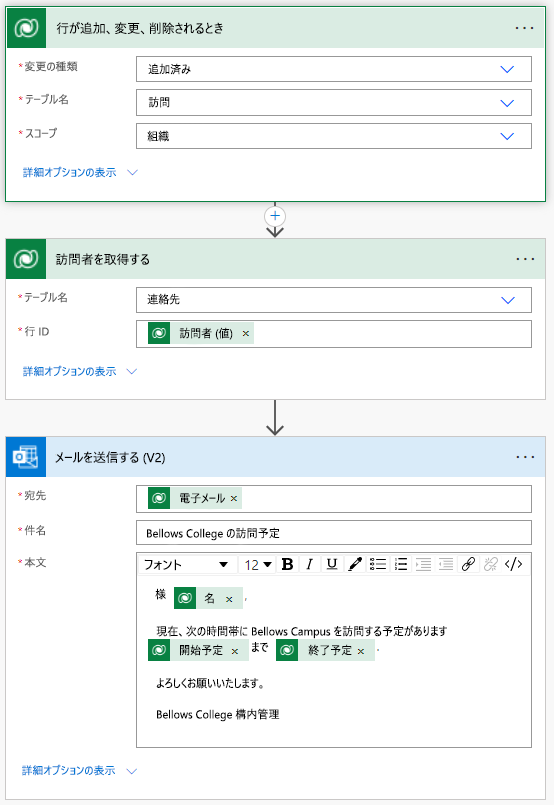 行が追加、変更、削除されるとき
*変更の種類 追加済み
*テーブル名 訪問
*スコープ 組織
詳細オプションの表示
訪問者を取得する
*テーブル名 連絡先
*行 ID 訪問者 (値) ×
詳細オプションの表示
メールを送信する (V2)
*宛先 電子メール ×
*件名 Bellows College の訪問予定
*本文 フォント 12 B I U </>
様 名 × ,
現在、次の時間帯に Bellows Campus を訪問する予定があります
開始予定 × まで 終了予定 × .
よろしくお願いいたします。
Bellows College 構内管理
詳細オプションの表示